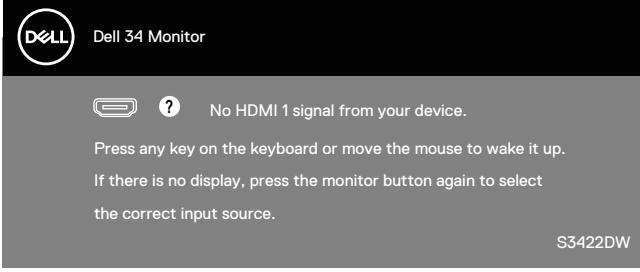 DELL
Dell 34 Monitor
? No HDMI 1 signal from your device.
Press any key on the keyboard or move the mouse to wake it up.
If there is no display, press the monitor button again to select
the correct input source.
S3422DW